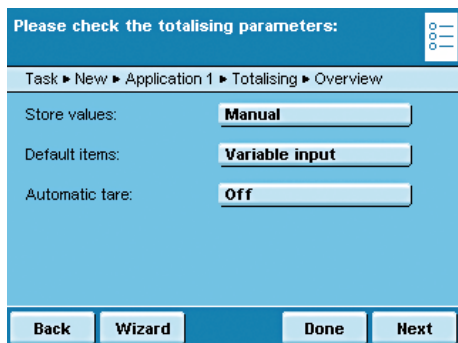 Please check the totalising parameters:
Task ▸ New ▸ Application 1 ▸ Totalising ▸ Overview
Store values: Manual
Default items: Variable input
Automatic tare: Off
Back Wizard Done Next